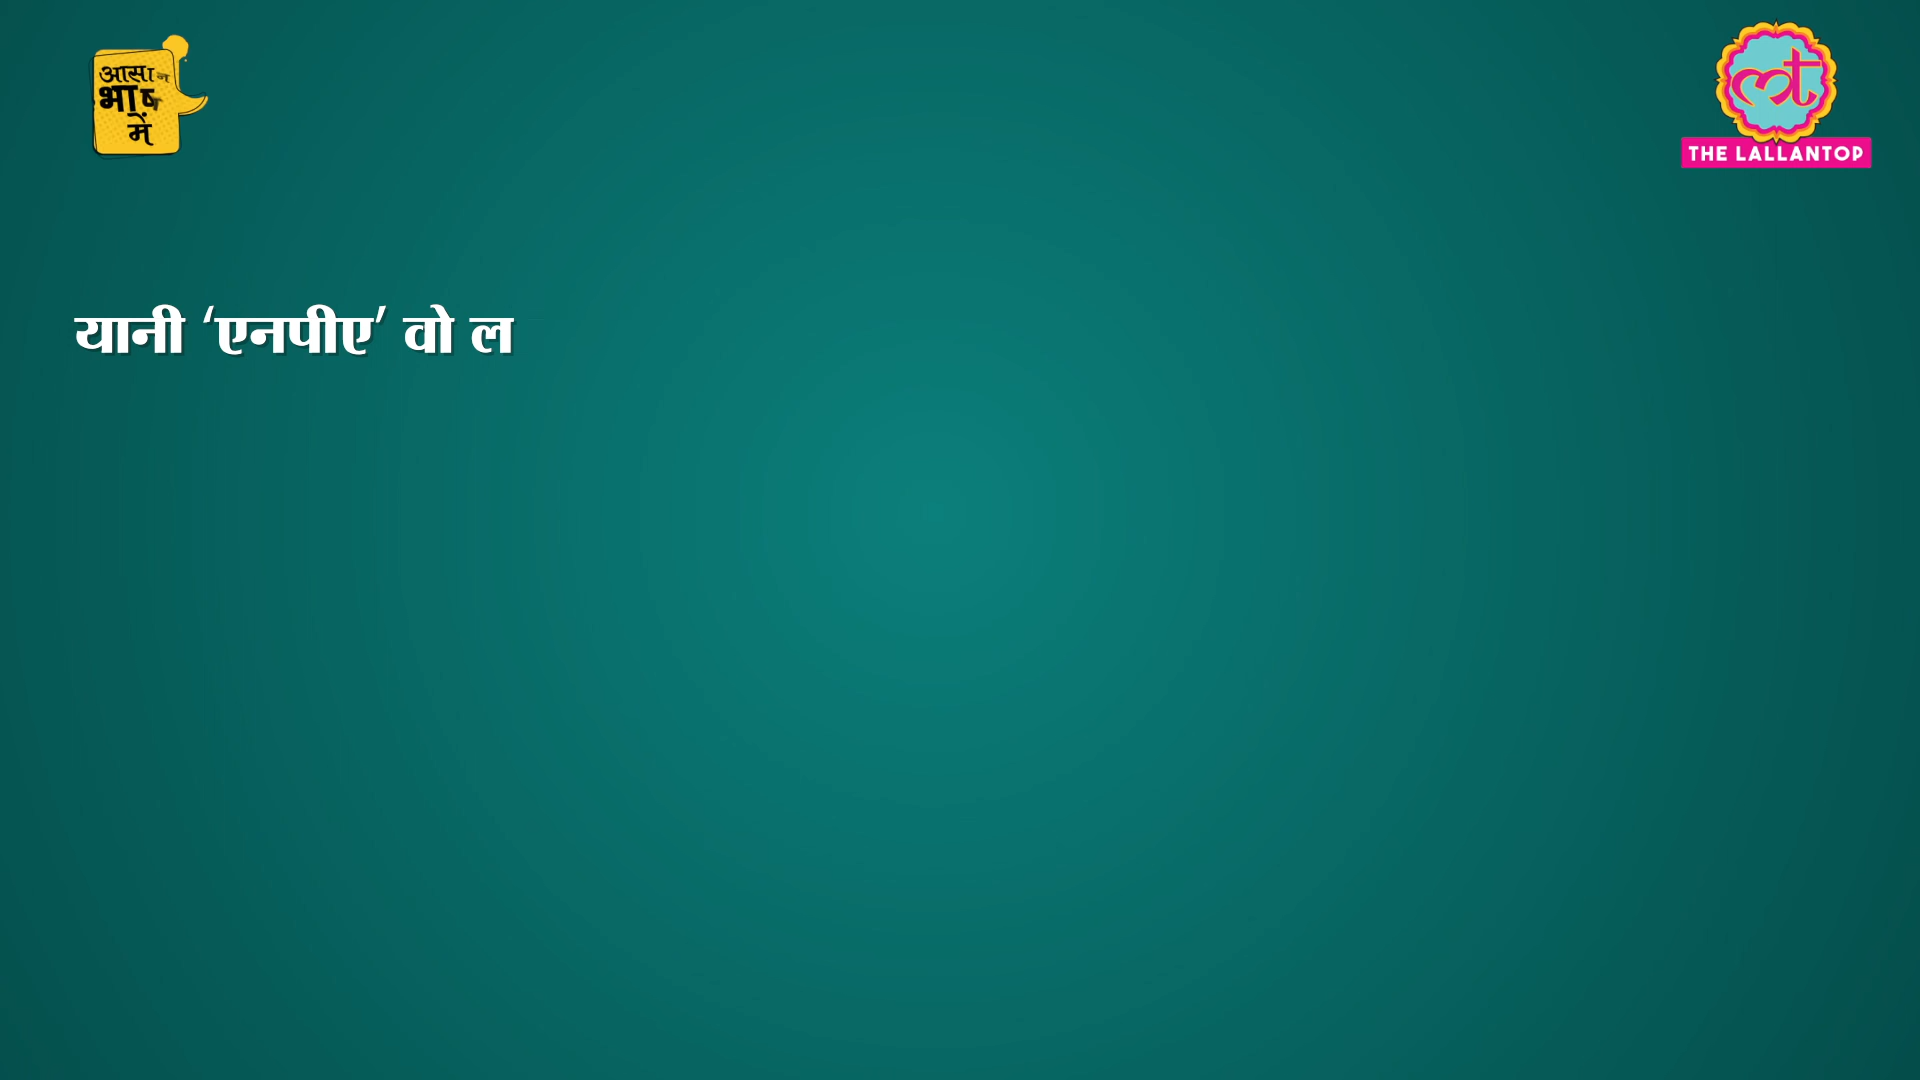 आसान
भाषा
में
THE LALLANTOP
यानी ‘एनपीए’ वो ल